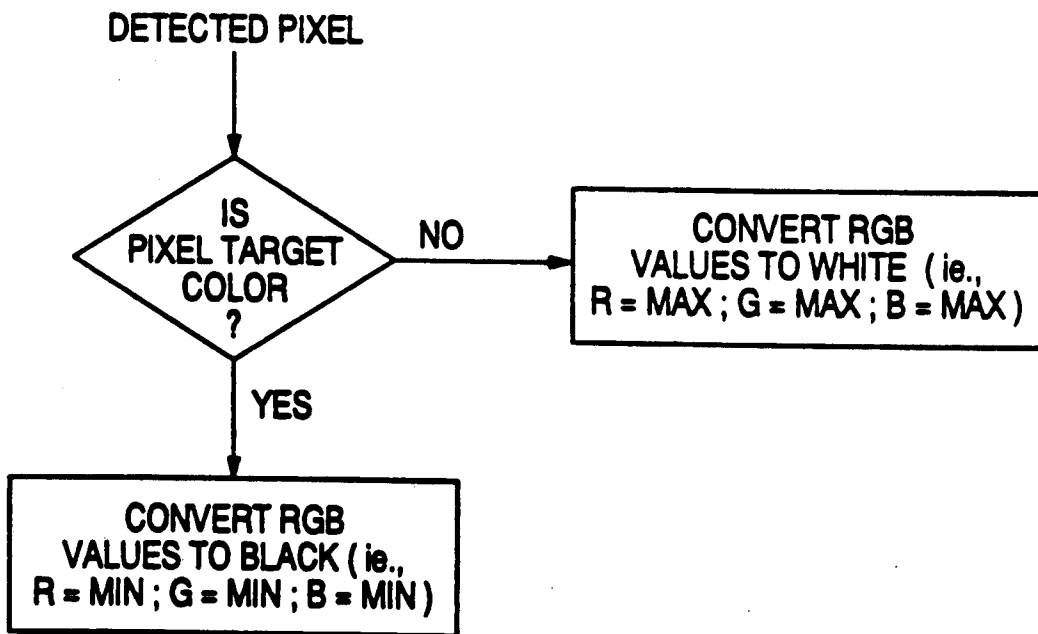 DETECTED PIXEL
IS
PIXEL TARGET
COLOR
?
NO
CONVERT RGB
VALUES TO WHITE ( ie.,
R = MAX ; G = MAX ; B = MAX )
YES
CONVERT RGB
VALUES TO BLACK ( ie.,
R = MIN ; G = MIN ; B = MIN )